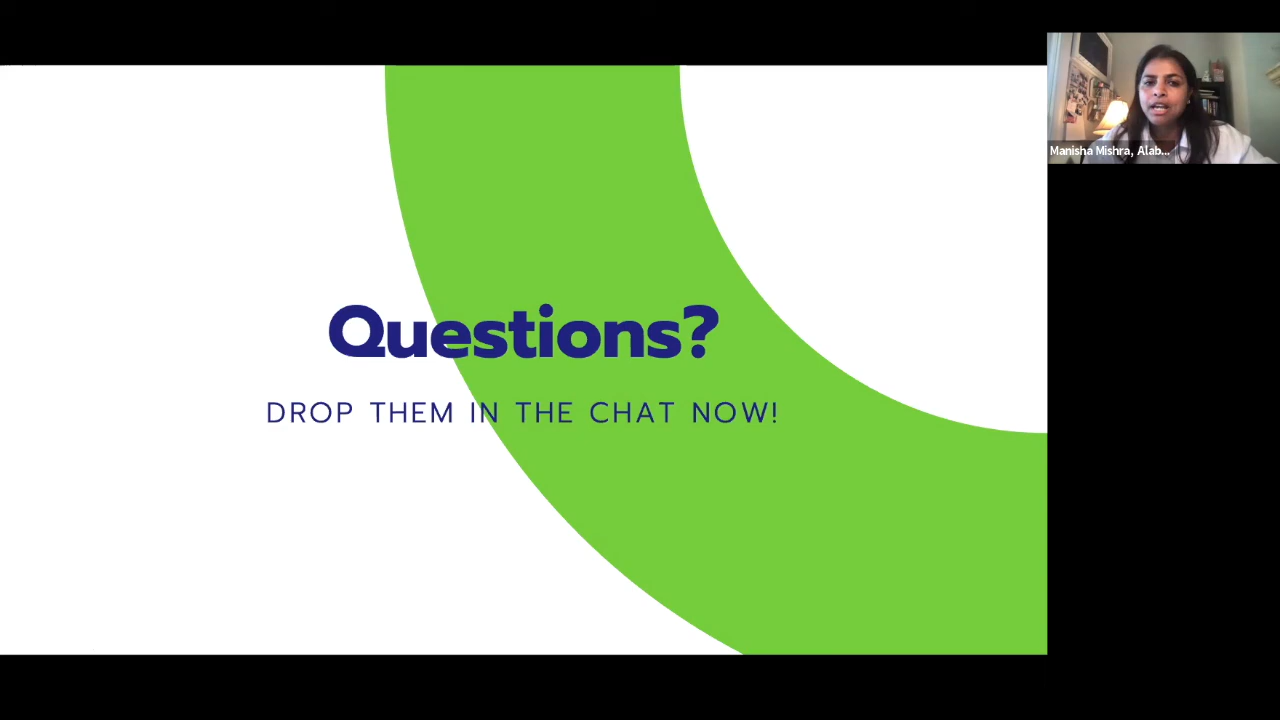 Questions?
DROP THEM IN THE CHAT NOW!
Manisha Mishra, Alab...